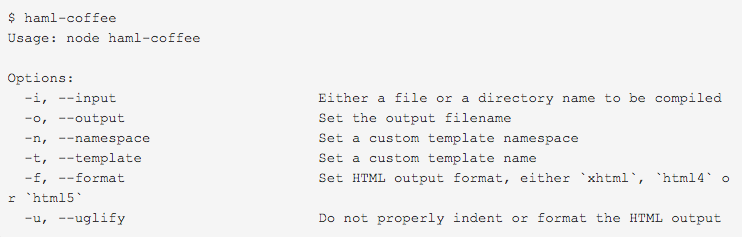 $ haml-coffee
Usage: node haml-coffee

Options:
  -i, --input                        Either a file or a directory name to be compiled
  -o, --output                       Set the output filename
  -n, --namespace                    Set a custom template namespace
  -t, --template                     Set a custom template name
  -f, --format                       Set HTML output format, either `xhtml`, `html4` o
r `html5`
  -u, --uglify                       Do not properly indent or format the HTML output